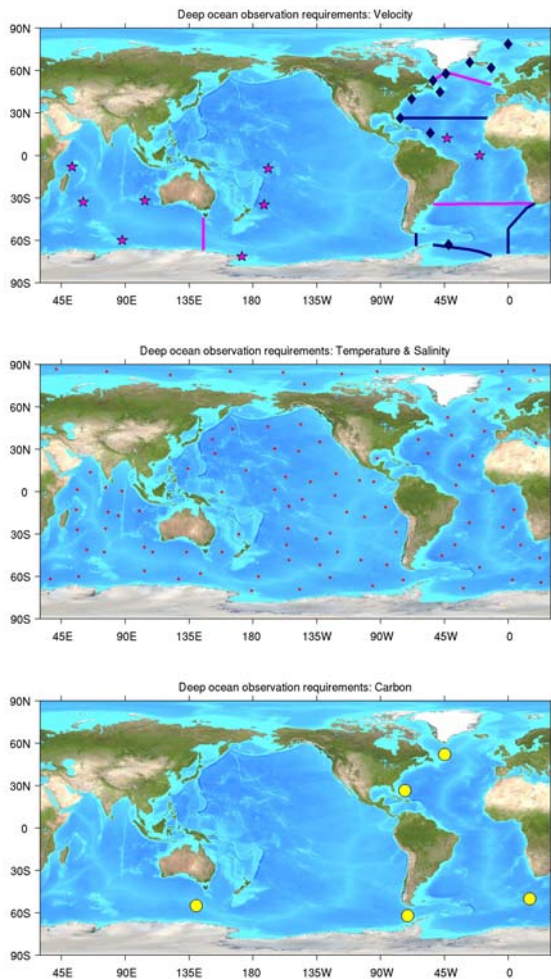 Deep ocean observation requirements: Velocity
90N
60N
30N
0
30S
60S
90S
45E 90E 135E 180 135W 90W 45W 0
Deep ocean observation requirements: Temperature & Salinity
90N
60N
30N
0
30S
60S
90S
45E 90E 135E 180 135W 90W 45W 0
Deep ocean observation requirements: Carbon
90N
60N
30N
0
30S
60S
90S
45E 90E 135E 180 135W 90W 45W 0